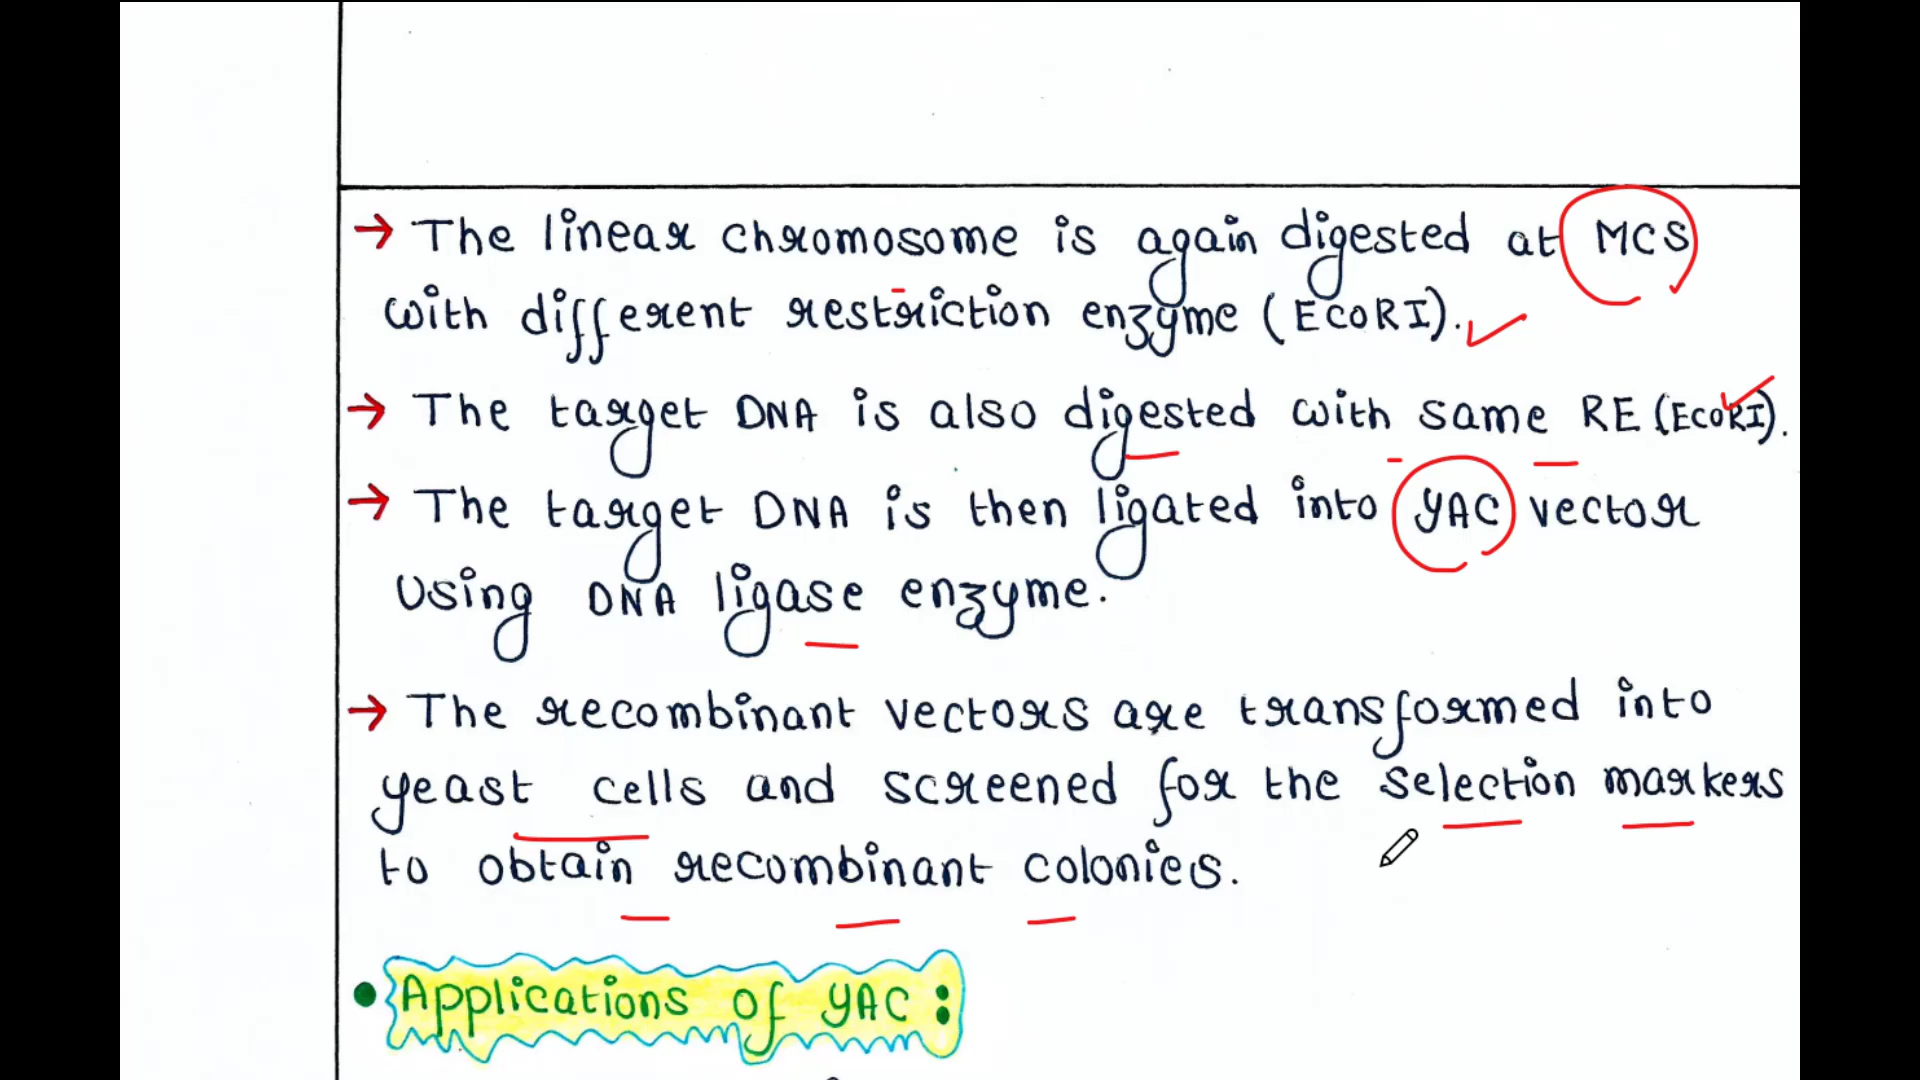 → The linear chromosome is again digested at MCS
with different restriction enzyme (EcoRI).
→ The target DNA is also digested with same RE (EcoRI).
→ The target DNA is then ligated into YAC vector
using DNA ligase enzyme.
→ The recombinant vectors are transformed into
yeast cells and screened for the selection markers
to obtain recombinant colonies.
• Applications of YAC: